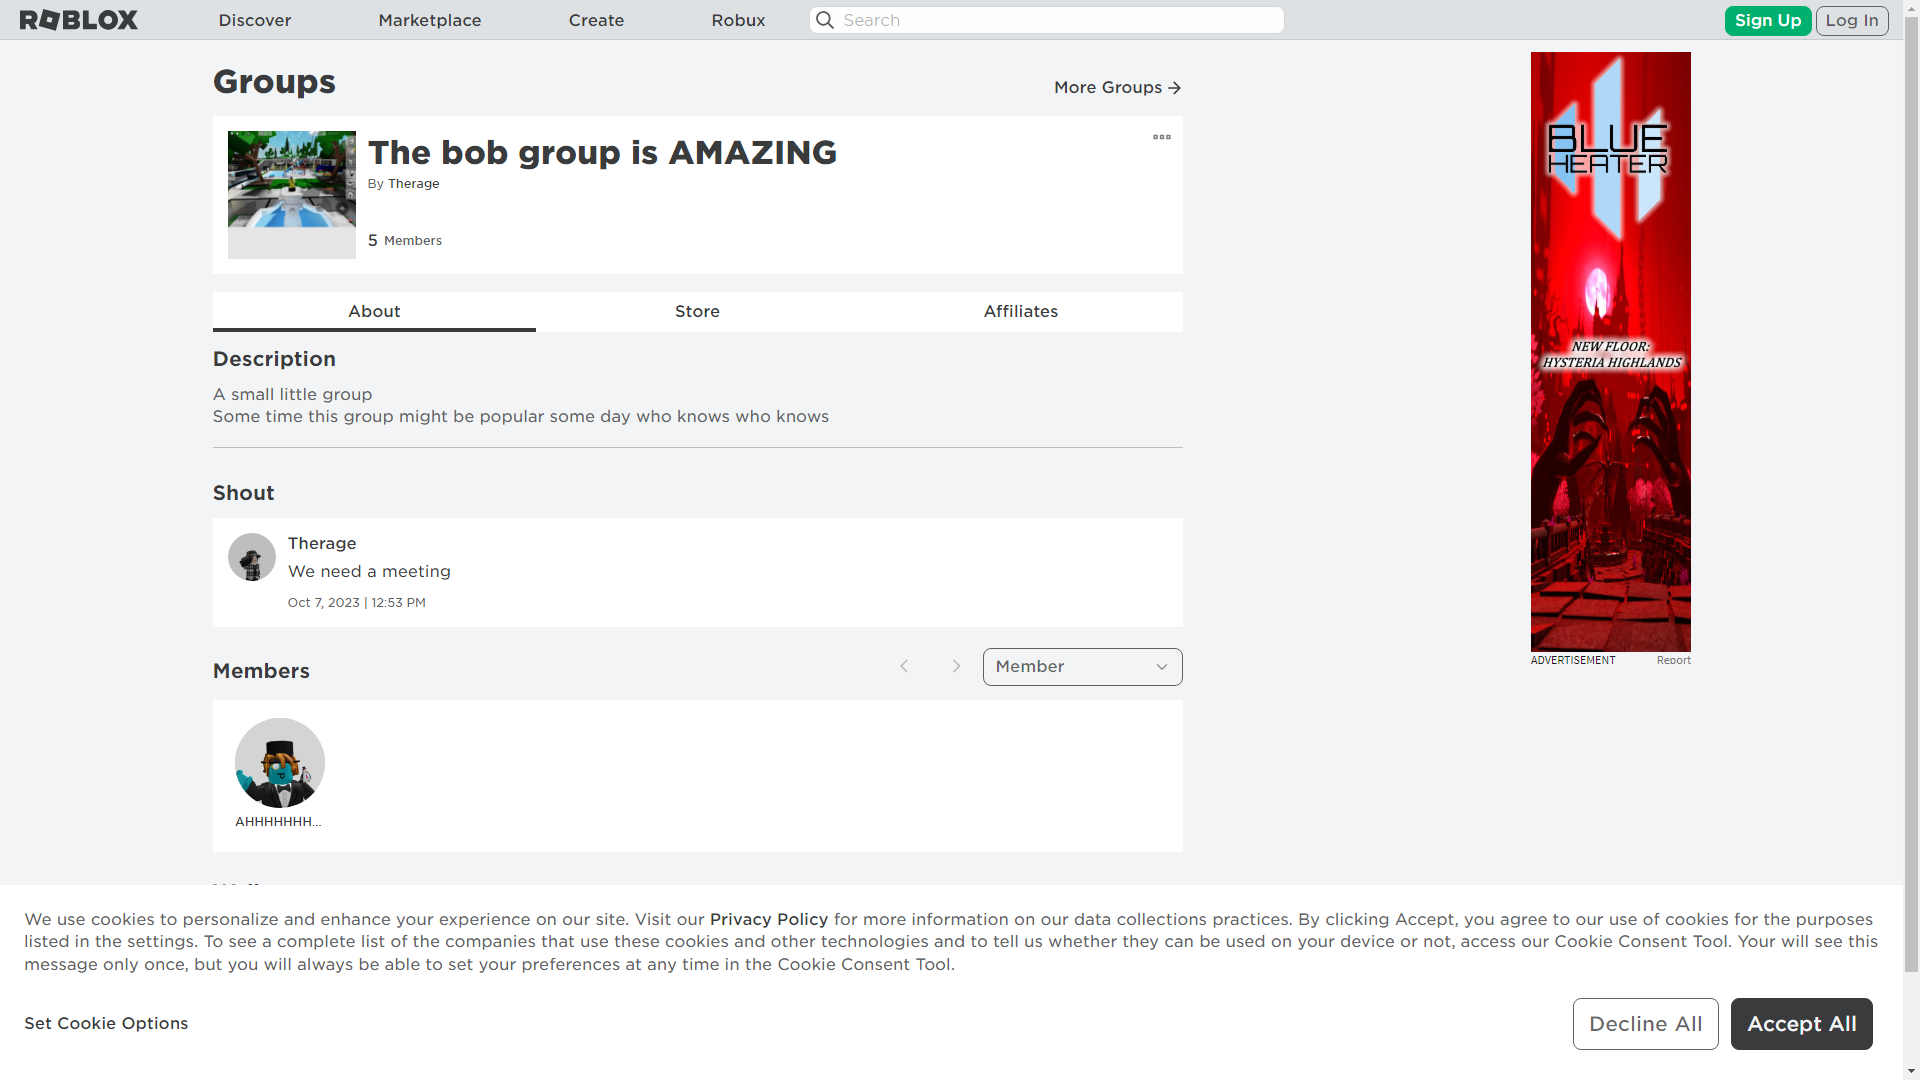 ROBLOX
Discover
Marketplace
Create
Robux
Search
Sign Up
Log In
Groups
More Groups
The bob group is AMAZING
By Therage
5 Members
About
Store
Affiliates
Description
A small little group
Some time this group might be popular some day who knows who knows
Shout
Therage
We need a meeting
Oct 7, 2023 | 12:53 PM
Members
Member
AHHHHHHH...
BLUE
HEATER
NEW FLOOR:
HYSTERIA HIGHLANDS
ADVERTISEMENT
Report
We use cookies to personalize and enhance your experience on our site. Visit our Privacy Policy for more information on our data collections practices. By clicking Accept, you agree to our use of cookies for the purposes
listed in the settings. To see a complete list of the companies that use these cookies and other technologies and to tell us whether they can be used on your device or not, access our Cookie Consent Tool. Your will see this
message only once, but you will always be able to set your preferences at any time in the Cookie Consent Tool.
Set Cookie Options
Decline All
Accept All